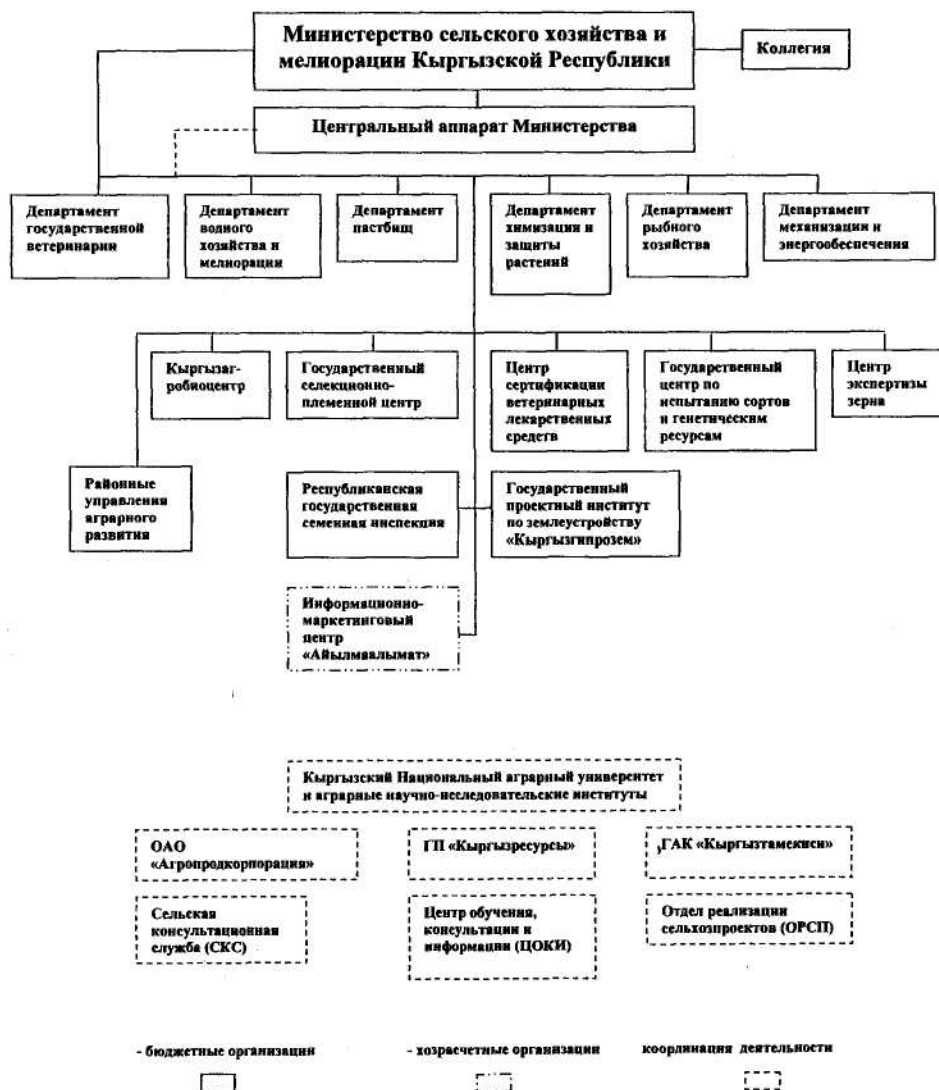 Министерство сельского хозяйства и
мелиорации Кыргызской Республики
Коллегия
Центральный аппарат Министерства
Департамент
государственной
ветеринарии
Департамент
водного
хозяйства и
мелиорации
Департамент
пастбищ
Департамент
химизации и
защиты
растений
Департамент
рыбного
хозяйства
Департамент
механизации и
энергообеспечения
Кыргызаг-
робиоцентр
Государственный
селекционно-
племенной центр
Центр
сертификации
ветеринарных
лекарственных
средств
Государственный
центр по
испытанию сортов
и генетическим
ресурсам
Центр
экспертизы
зерна
Районные
управления
аграрного
развития
Республиканская
государственная
семенная инспекция
Государственный
проектный институт
по землеустройству
«Кыргызгипрозем»
Информационно-
маркетинговый
центр
«Айылмаалымат»
Кыргызский Национальный аграрный университет
и аграрные научно-исследовательские институты
ОАО
«Агропродкорпорация»
ГП «Кыргызресурсы»
ГАК «Кыргызтамекиси»
Сельская
консультационная
служба (СКС)
Центр обучения,
консультации и
информации (ЦОКИ)
Отдел реализации
сельхозпроектов (ОРСП)
- бюджетные организации
- хозрасчетные организации
координация деятельности